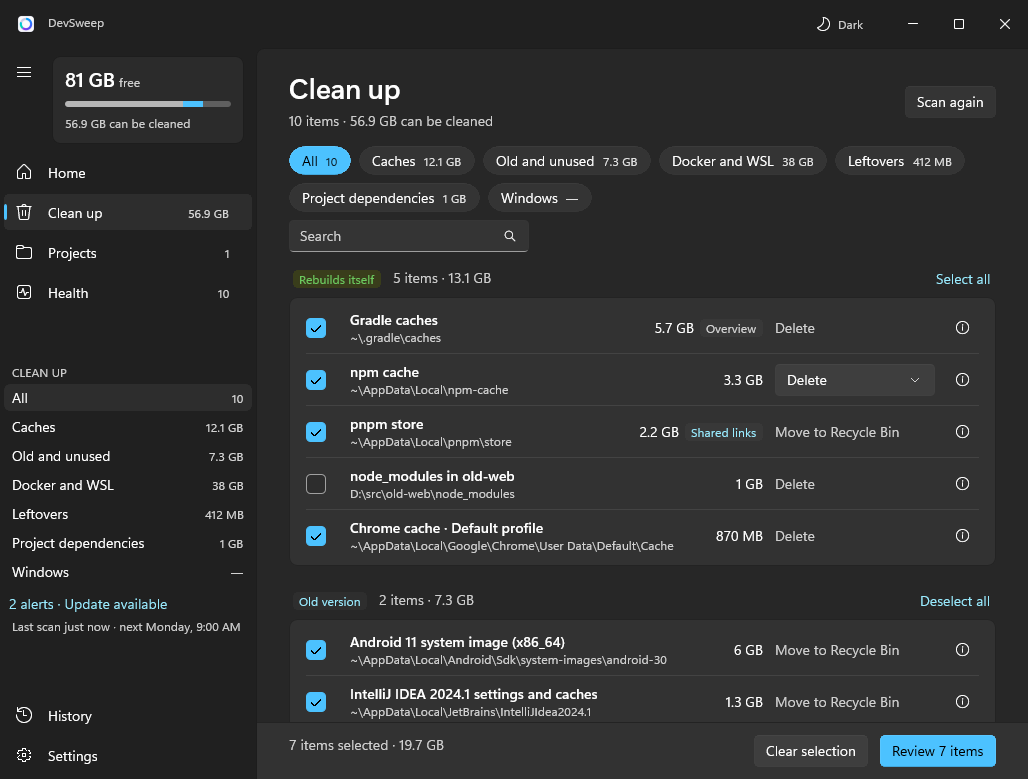 DevSweep
Dark
81 GB free
56.9 GB can be cleaned
Home
Clean up 56.9 GB
Projects 1
Health 10
CLEAN UP
All 10
Caches 12.1 GB
Old and unused 7.3 GB
Docker and WSL 38 GB
Leftovers 412 MB
Project dependencies 1 GB
Windows —
2 alerts · Update available
Last scan just now · next Monday, 9:00 AM
History
Settings
Clean up
10 items · 56.9 GB can be cleaned
Scan again
All 10 Caches 12.1 GB Old and unused 7.3 GB Docker and WSL 38 GB Leftovers 412 MB
Project dependencies 1 GB Windows —
Search
Rebuilds itself 5 items · 13.1 GB Select all
Gradle caches
~\.gradle\caches
5.7 GB Overview Delete
npm cache
~\AppData\Local\npm-cache
3.3 GB Delete
pnpm store
~\AppData\Local\pnpm\store
2.2 GB Shared links Move to Recycle Bin
node_modules in old-web
D:\src\old-web\node_modules
1 GB Delete
Chrome cache · Default profile
~\AppData\Local\Google\Chrome\User Data\Default\Cache
870 MB Delete
Old version 2 items · 7.3 GB Deselect all
Android 11 system image (x86_64)
~\AppData\Local\Android\Sdk\system-images\android-30
6 GB Move to Recycle Bin
IntelliJ IDEA 2024.1 settings and caches
~\AppData\Local\JetBrains\IntelliJIdea2024.1
1.3 GB Move to Recycle Bin
7 items selected · 19.7 GB
Clear selection
Review 7 items